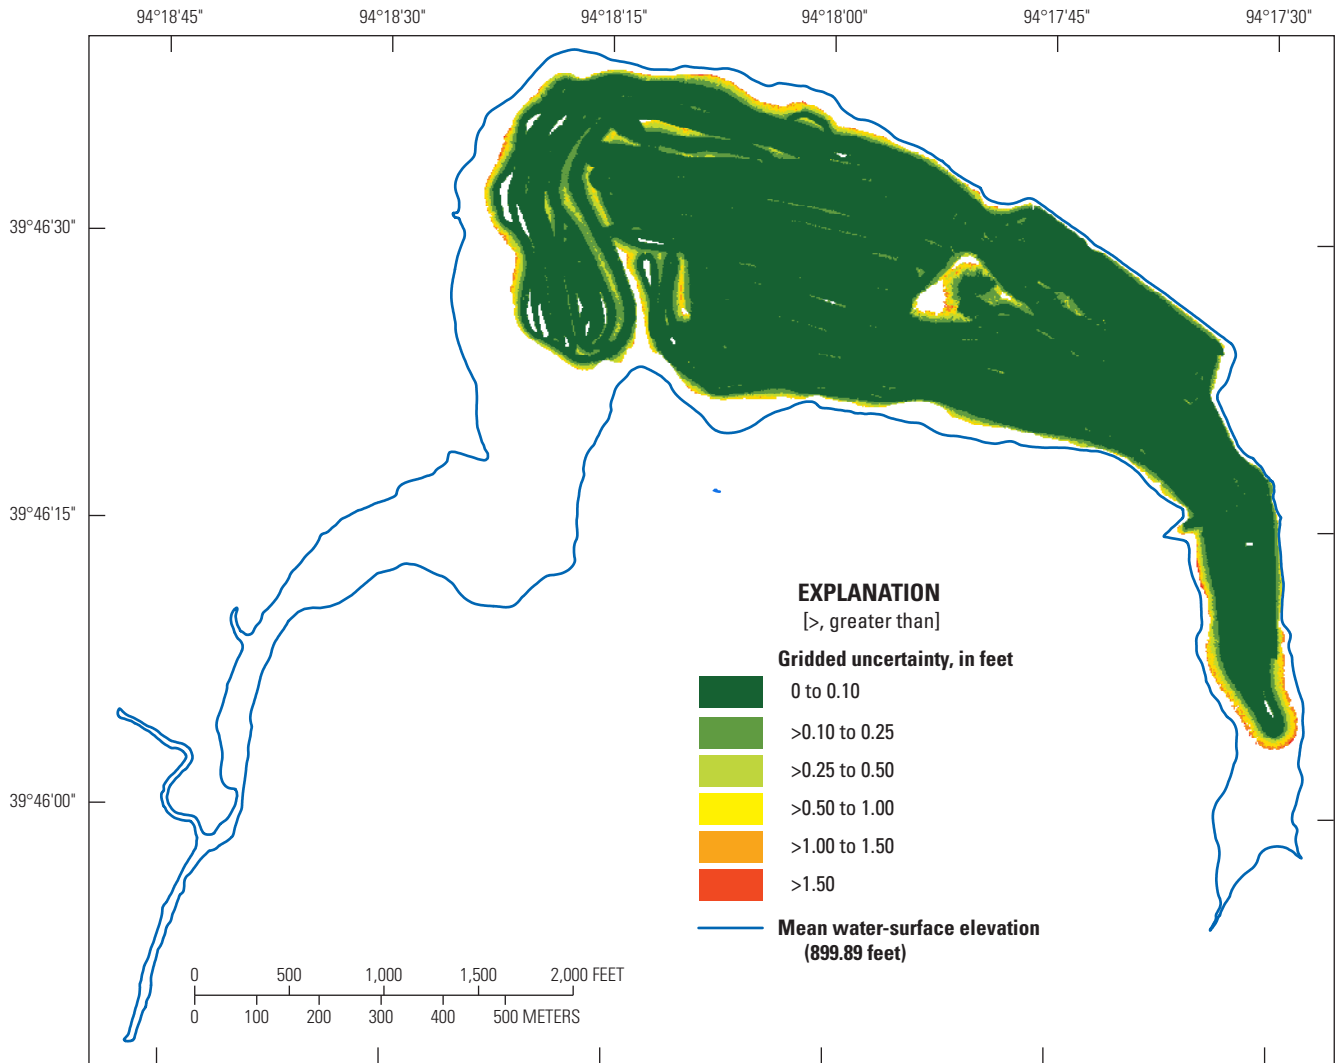 94°18'45" 94°18'30" 94°18'15" 94°18'00" 94°17'45" 94°17'30"
39°46'30"
39°46'15"
39°46'00"
EXPLANATION
[>, greater than]
Gridded uncertainty, in feet
0 to 0.10
>0.10 to 0.25
>0.25 to 0.50
>0.50 to 1.00
>1.00 to 1.50
>1.50
Mean water-surface elevation
(899.89 feet)
0 500 1,000 1,500 2,000 FEET
0 100 200 300 400 500 METERS